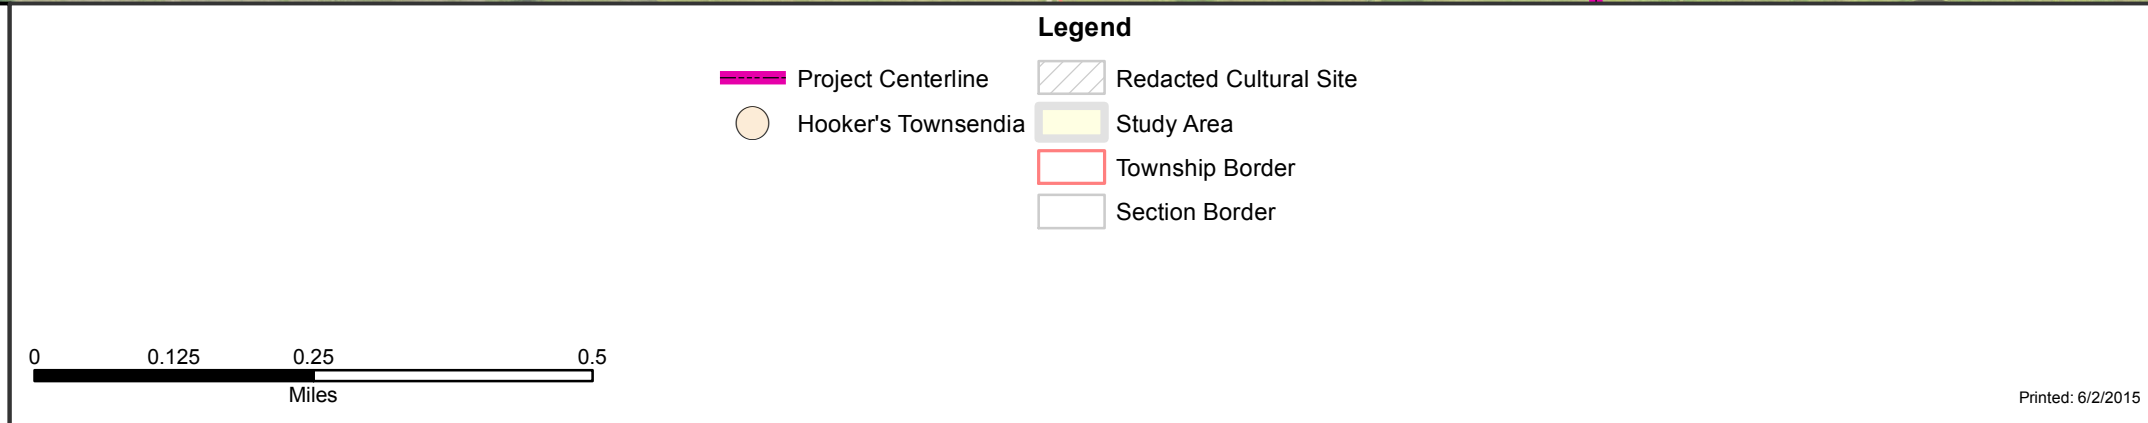 Legend
Project Centerline
Hooker's Townsendia
Redacted Cultural Site
Study Area
Township Border
Section Border
0 0.125 0.25 0.5
Miles
Printed: 6/2/2015